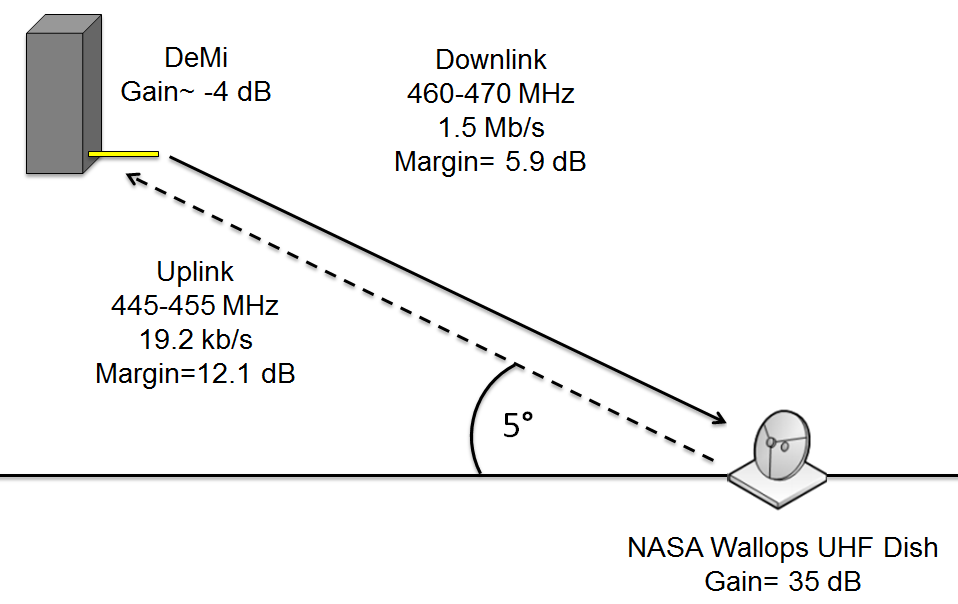 DeMi
Gain~ -4 dB
Downlink
460-470 MHz
1.5 Mb/s
Margin= 5.9 dB
Uplink
445-455 MHz
19.2 kb/s
Margin=12.1 dB
5°
NASA Wallops UHF Dish
Gain= 35 dB